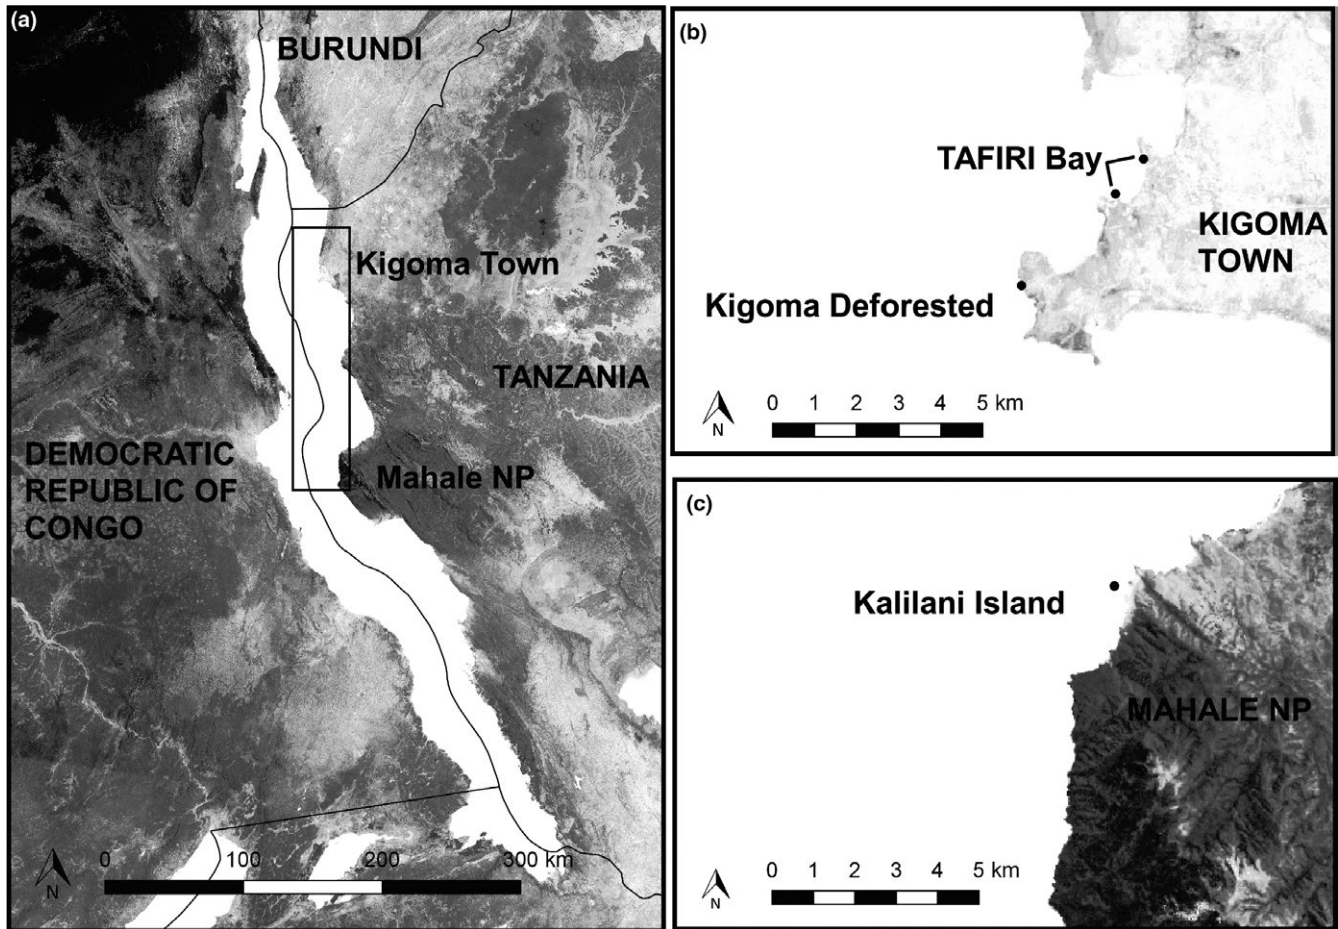 (a)
BURUNDI
Kigoma Town
TANZANIA
DEMOCRATIC
REPUBLIC OF
CONGO
Mahale NP
N
0 100 200 300 km
(b)
TAFIRI Bay
KIGOMA
TOWN
Kigoma Deforested
N
0 1 2 3 4 5 km
(c)
Kalilani Island
MAHALE NP
N
0 1 2 3 4 5 km